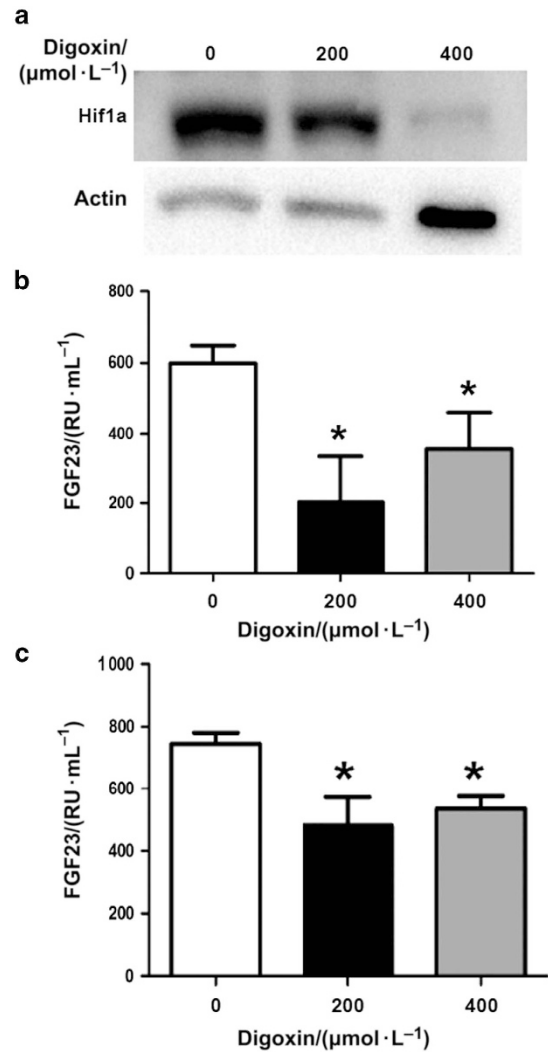 a
Digoxin/ 0 200 400
(μmol·L⁻¹)
Hif1a
Actin
b
800
600
400
200
0
FGF23/(RU·mL⁻¹)
* *
0 200 400
Digoxin/(μmol·L⁻¹)
c
1 000
800
600
400
200
0
FGF23/(RU·mL⁻¹)
* *
0 200 400
Digoxin/(μmol·L⁻¹)